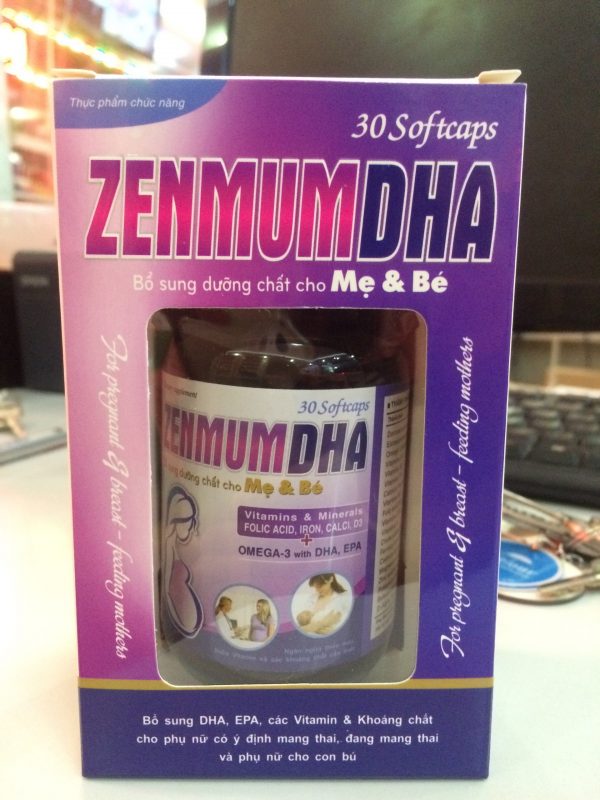 Thực phẩm chức năng
30 Softcaps
ZENMUMDHA
Bổ sung dưỡng chất cho Mẹ & Bé
For pregnant & breast - feeding mothers
For pregnant & breast - feeding mothers
30 Softcaps
ZENMUMDHA
sung dưỡng chất cho Mẹ & Bé
Vitamins & Minerals
FOLIC ACID, IRON, CALCI, D3
+
OMEGA-3 with DHA, EPA
Bổ sung DHA, EPA, các Vitamin & Khoáng chất
cho phụ nữ có ý định mang thai, đang mang thai
và phụ nữ cho con bú